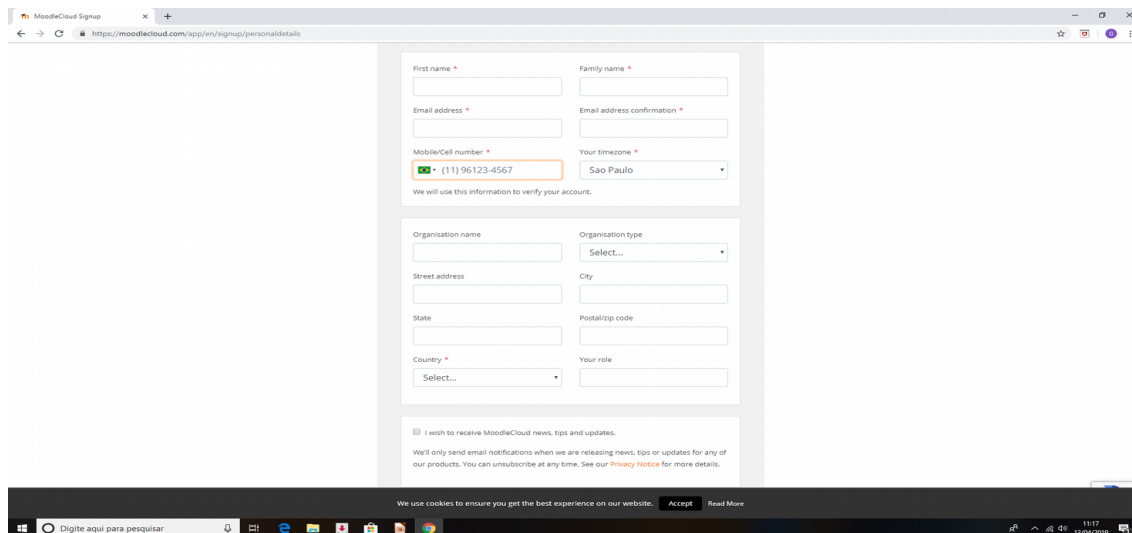 MoodleCloud Signup
https://moodlecloud.com/app/en/signup/personaldetails
First name * Family name *
Email address * Email address confirmation *
Mobile/Cell number * Your timezone *
(11) 96123-4567 Sao Paulo
We will use this information to verify your account.
Organisation name Organisation type
Select...
Street address City
State Postal/zip code
Country * Your role
Select...
I wish to receive MoodleCloud news, tips and updates.
We'll only send email notifications when we are releasing news, tips or updates for any of
our products. You can unsubscribe at any time. See our Privacy Notice for more details.
We use cookies to ensure you get the best experience on our website. Accept Read More
Digite aqui para pesquisar
11:17
12/04/2019